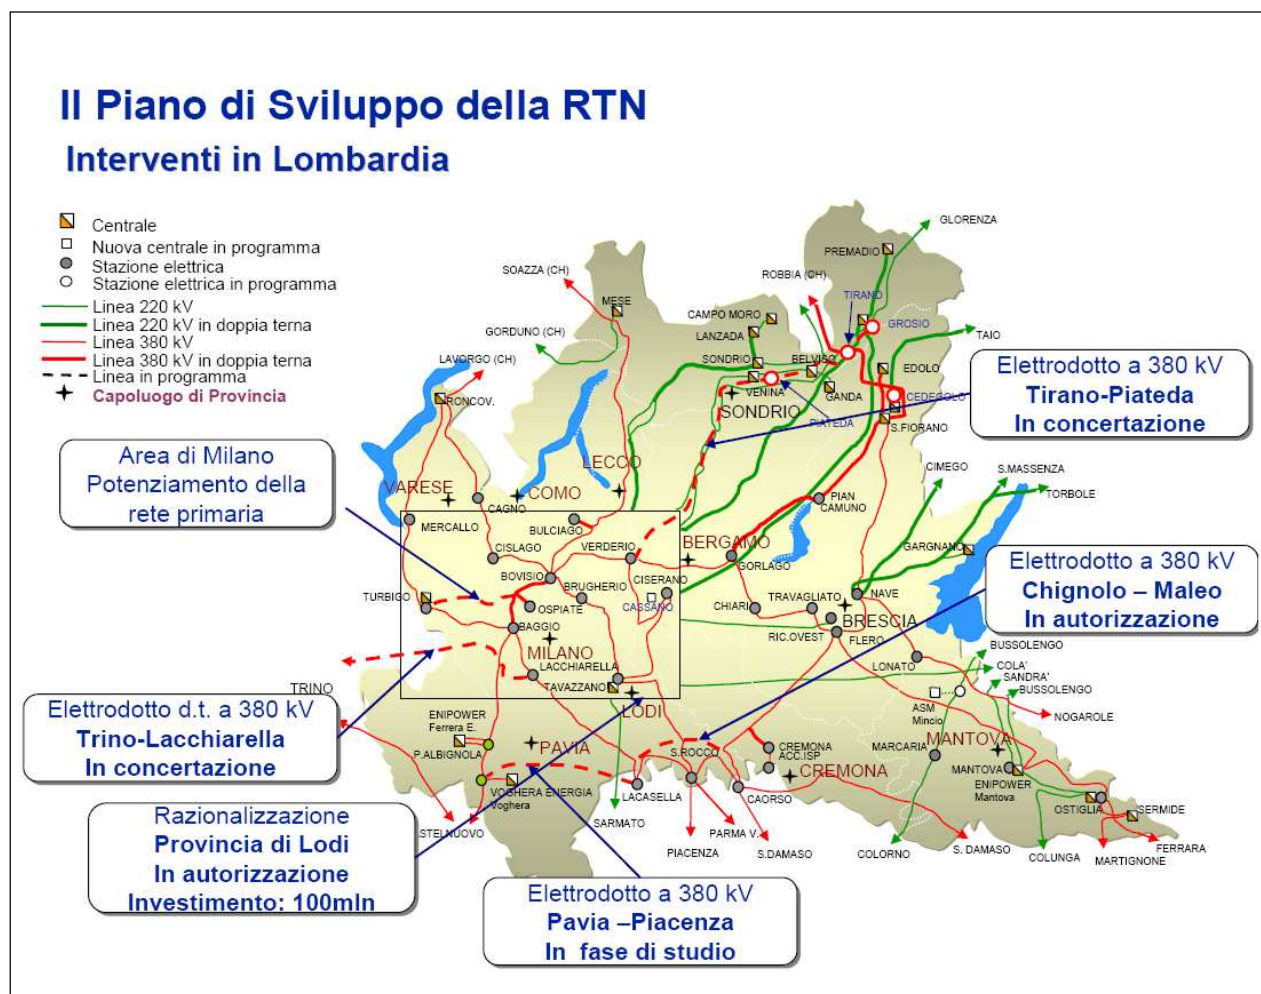 Il Piano di Sviluppo della RTN
Interventi in Lombardia
Centrale
Nuova centrale in programma
Stazione elettrica
Stazione elettrica in programma
Linea 220 kV
Linea 220 kV in doppia terna
Linea 380 kV
Linea 380 kV in doppia terna
Linea in programma
Capoluogo di Provincia
GLORENZA
PREMADIO
SOAZZA (CH)
ROBBIA (CH)
TIRANO
MESE
CAMPO MORO
GROSIO
GORDUNO (CH)
LANZADA
TAIO
LAVORGO (CH)
SONDRIO
BELVISO
EDOLO
Elettrodotto a 380 kV
Tirano-Piateda
In concertazione
RONCOV.
VENINA
GANDA
CEDEGOLO
SONDRIO
PIATEDA
S.FIORANO
Area di Milano
Potenziamento della
rete primaria
LECCO
CIMEGO
S.MASSENZA
TORBOLE
VARESE
COMO
CAGNO
PIAN
CAMUNO
MERCALLO
BULCIAGO
GARGNANO
CISLAGO
VERDERIO
BERGAMO
GORLAGO
Elettrodotto a 380 kV
Chignolo – Maleo
In autorizzazione
BOVISIO
BRUGHERIO
CISERANO
TURBIGO
CASSANO
CHIARI
TRAVAGLIATO
NAVE
OSPIATE
BRESCIA
BAGGIO
RIC.OVEST
FLERO
MILANO
LONATO
BUSSOLENGO
LACCHIARELLA
COLA'
SANDRA'
BUSSOLENGO
TRINO
TAVAZZANO
LODI
ASM
Mincio
NOGAROLE
Elettrodotto d.t. a 380 kV
Trino-Lacchiarella
In concertazione
ENIPOWER
Ferrera E.
P.ALBIGNOLA
PAVIA
S.ROCCO
CREMONA
ACC.ISP
CREMONA
MARCARIA
MANTOVA
MANTOVA
ENIPOWER
Mantova
VOGHERA ENERGIA
Voghera
LACASELLA
CAORSO
OSTIGLIA
SERMIDE
Razionalizzazione
Provincia di Lodi
In autorizzazione
Investimento: 100mln
STELNUOVO
SARMATO
PARMA V.
PIACENZA
S.DAMASO
COLORNO
S. DAMASO
COLUNGA
MARTIGNONE
FERRARA
Elettrodotto a 380 kV
Pavia –Piacenza
In fase di studio